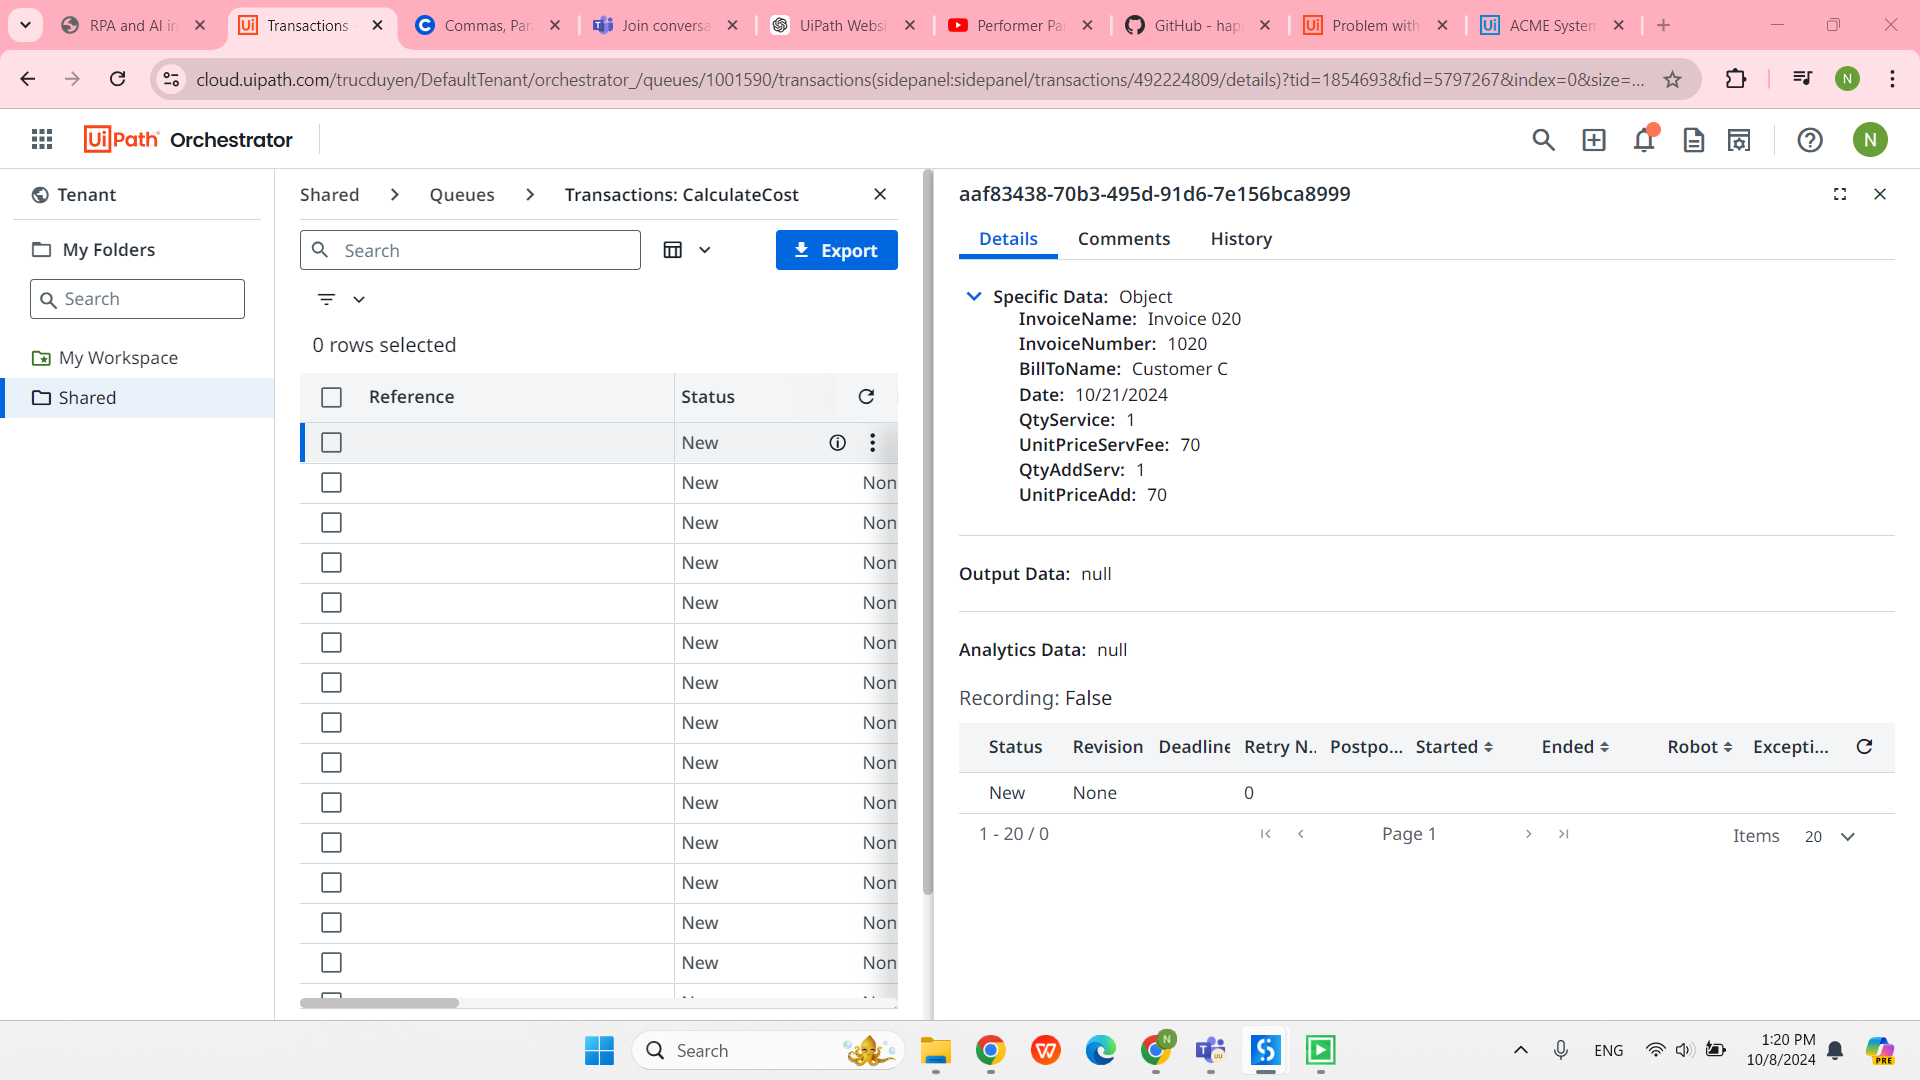 RPA and AI in
Transactions
Commas, Par
Join conversa
UiPath Websi
Performer Par
GitHub - hap
Problem with
ACME System
cloud.uipath.com/trucduyen/DefaultTenant/orchestrator_/queues/1001590/transactions(sidepanel:sidepanel/transactions/492224809/details)?tid=1854693&fid=5797267&index=0&size=...
N
UiPath Orchestrator
N
Tenant
My Folders
Search
My Workspace
Shared
Shared > Queues > Transactions: CalculateCost
Search
Export
0 rows selected
Reference Status
New
New Non
New Non
New Non
New Non
New Non
New Non
New Non
New Non
New Non
New Non
New Non
New Non
New Non
aaf83438-70b3-495d-91d6-7e156bca8999
Details Comments History
Specific Data: Object
InvoiceName: Invoice 020
InvoiceNumber: 1020
BillToName: Customer C
Date: 10/21/2024
QtyService: 1
UnitPriceServFee: 70
QtyAddServ: 1
UnitPriceAdd: 70
Output Data: null
Analytics Data: null
Recording: False
Status Revision Deadline Retry N.. Postpo... Started Ended Robot Excepti...
New None 0
1 - 20 / 0 Page 1 Items 20
Search
N
ENG
1:20 PM
10/8/2024
PRE